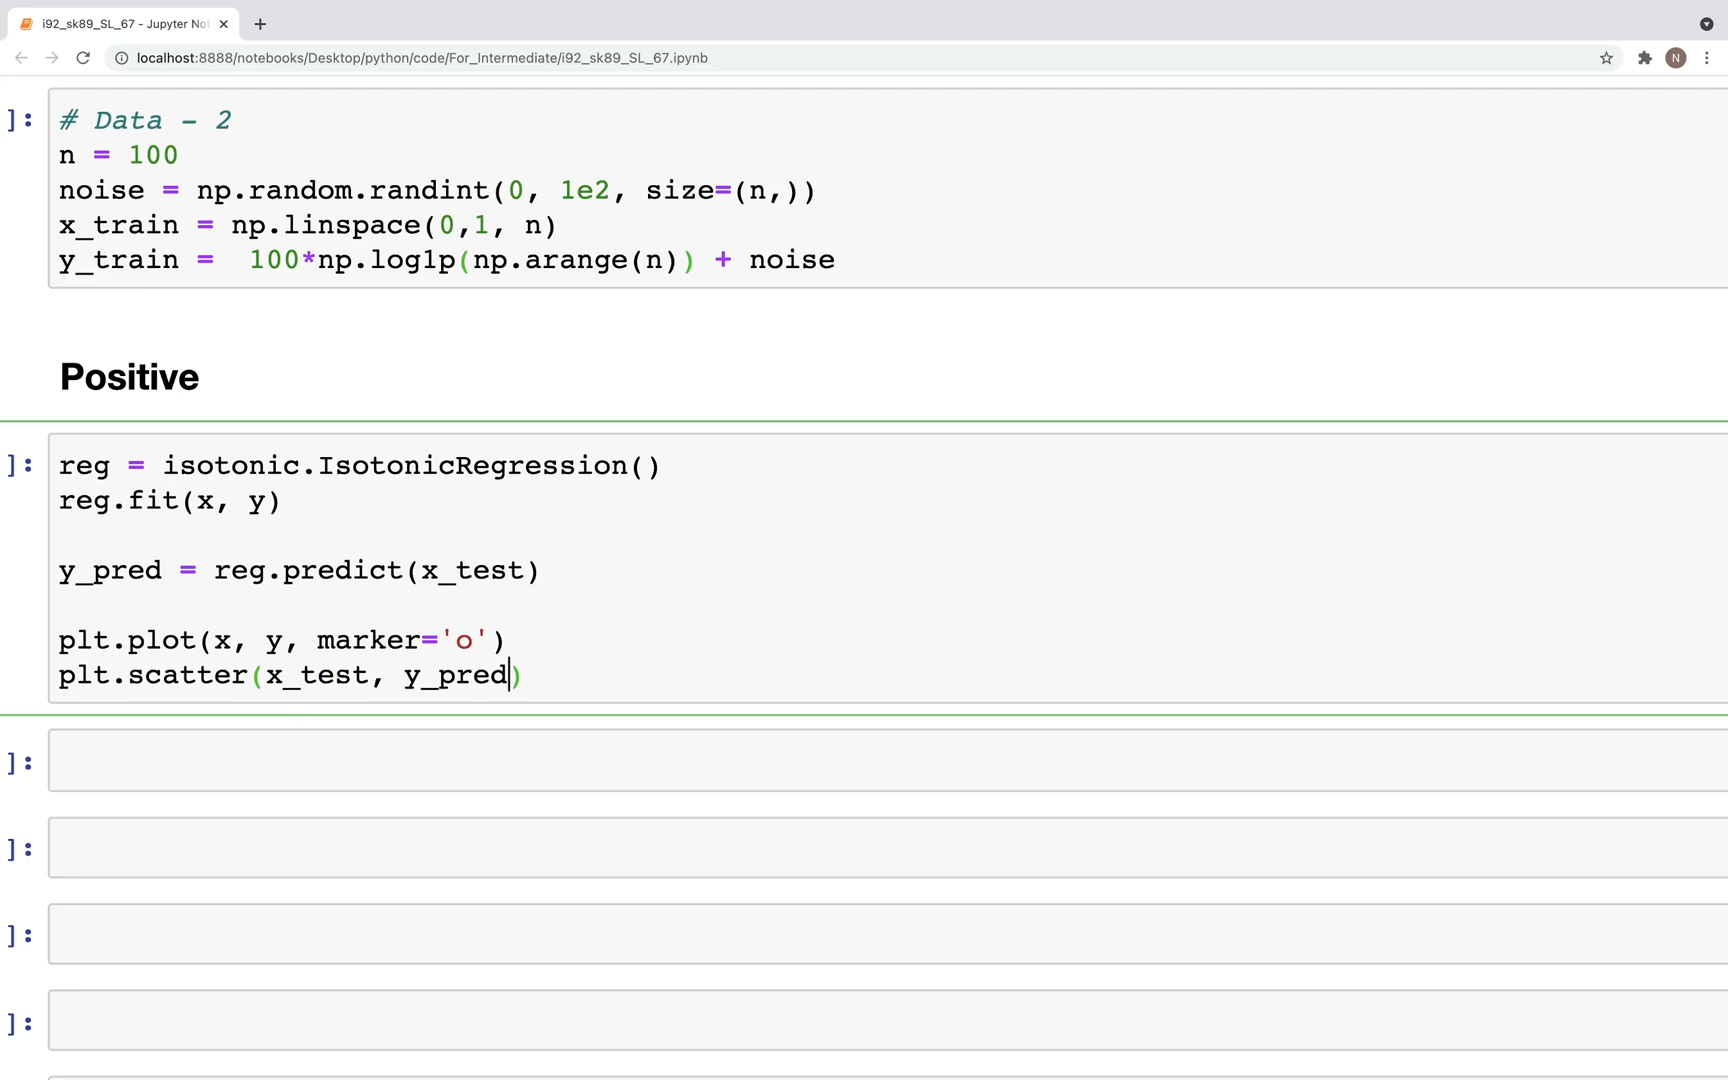 i92_sk89_SL_67 - Jupyter No
localhost:8888/notebooks/Desktop/python/code/For_Intermediate/i92_sk89_SL_67.ipynb
N
]:
# Data - 2
n = 100
noise = np.random.randint(0, 1e2, size=(n,))
x_train = np.linspace(0,1, n)
y_train =  100*np.log1p(np.arange(n)) + noise
Positive
]:
reg = isotonic.IsotonicRegression()
reg.fit(x, y)
y_pred = reg.predict(x_test)
plt.plot(x, y, marker='o')
plt.scatter(x_test, y_pred)
]:
]:
]:
]: